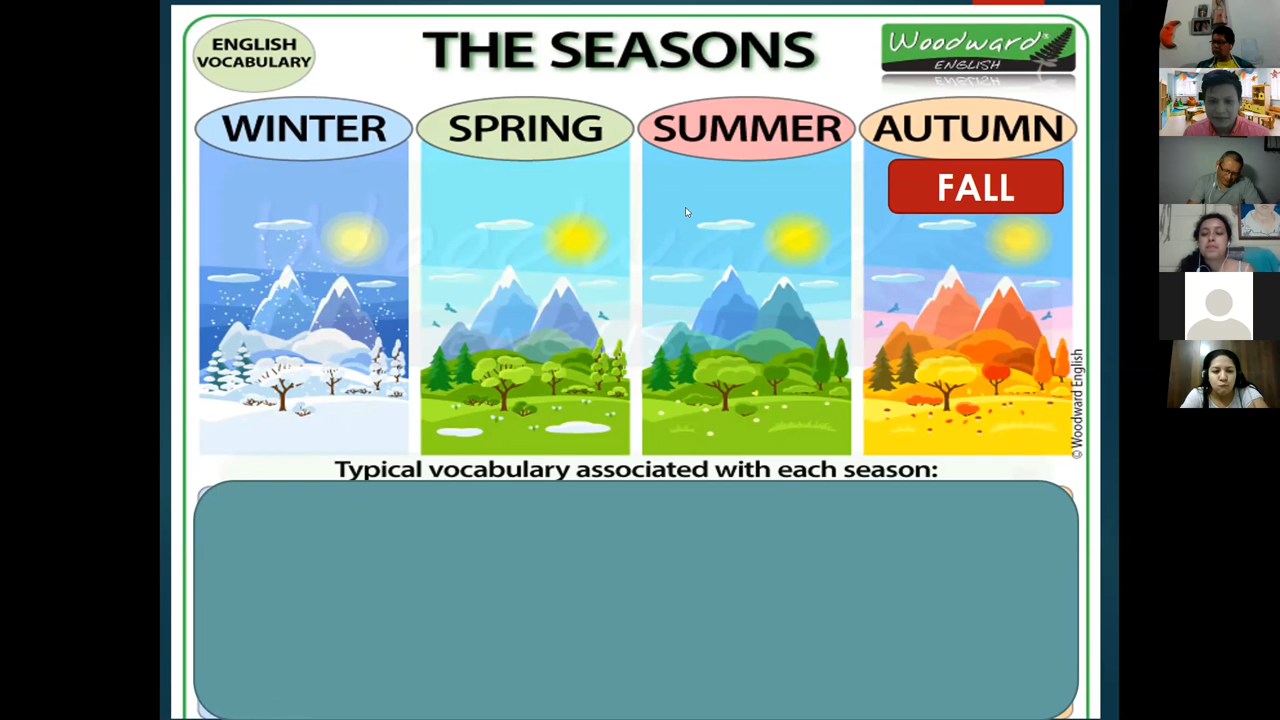 ENGLISH
VOCABULARY
THE SEASONS
Woodward®
ENGLISH
WINTER
SPRING
SUMMER
AUTUMN
FALL
© Woodward English
Typical vocabulary associated with each season: